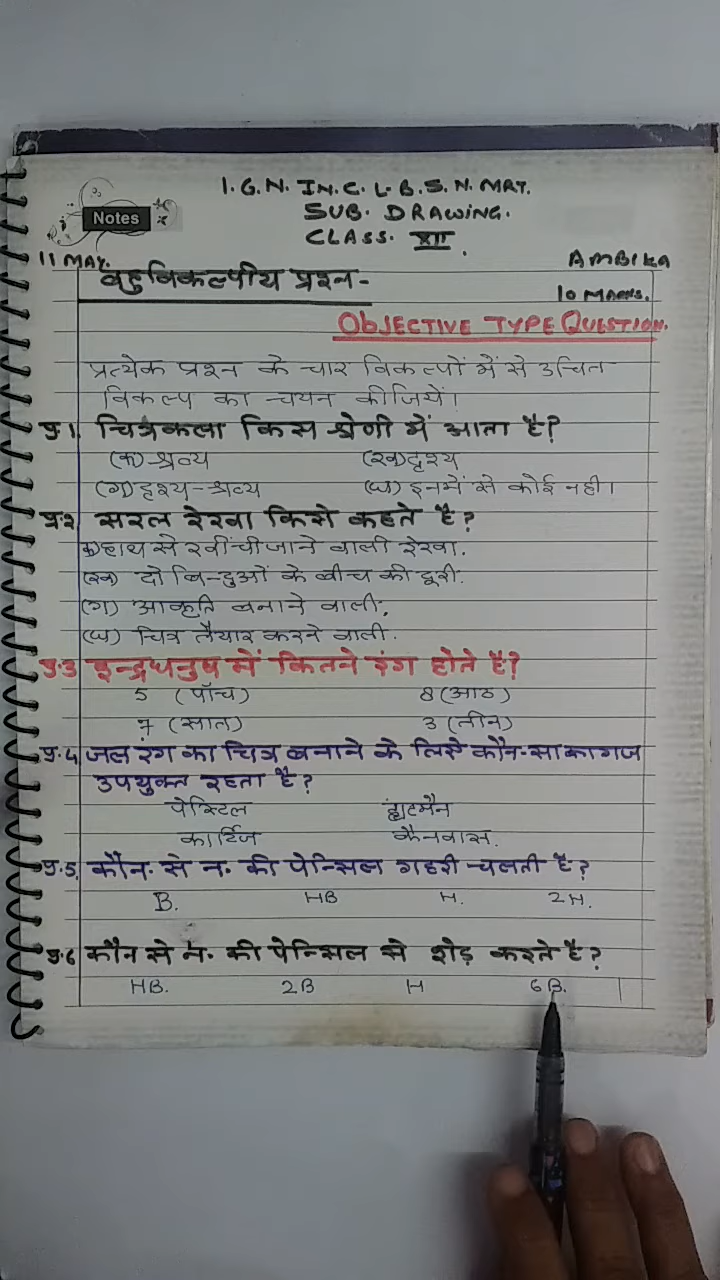 I.G.N. IN.C. L.B.S.N. MRT.
Notes
SUB. DRAWING.
CLASS. XII.
11 MAY.
AMBIKA
बहुविकल्पीय प्रश्न-
10 MARKS.
OBJECTIVE TYPE QUESTION.
प्रत्येक प्रश्न के चार विकल्पों में से उचित
विकल्प का चयन कीजिये।
प्र1. चित्रकला किस श्रेणी में आता है?
(क) श्रव्य (ख) दृश्य
(ग) दृश्य-श्रव्य (घ) इनमें से कोई नही।
प्र.2. सरल रेखा किसे कहते है?
क) हाथ से खींची जाने वाली रेखा.
(ख) दो बिन्दुओं के बीच की दूरी.
(ग) आकृति बनाने वाली.
(घ) चित्र तैयार करने वाली.
प्र.3 इन्द्रधनुष में कितने रंग होते है?
5 (पाँच) 8 (आठ)
7 (सात) 3 (तीन)
प्र.4. जल रंग का चित्र बनाने के लिये कौन-सा कागज
उपयुक्त रहता है?
पेस्टिल ह्वाटमैन
कार्टिज कैनवास.
प्र.5. कौन. से न. की पेन्सिल गहरी चलती है?
B. HB H. 2H.
प्र.6 कौन से न. की पेन्सिल से शेड़ करते है?
HB. 2B H 6B.